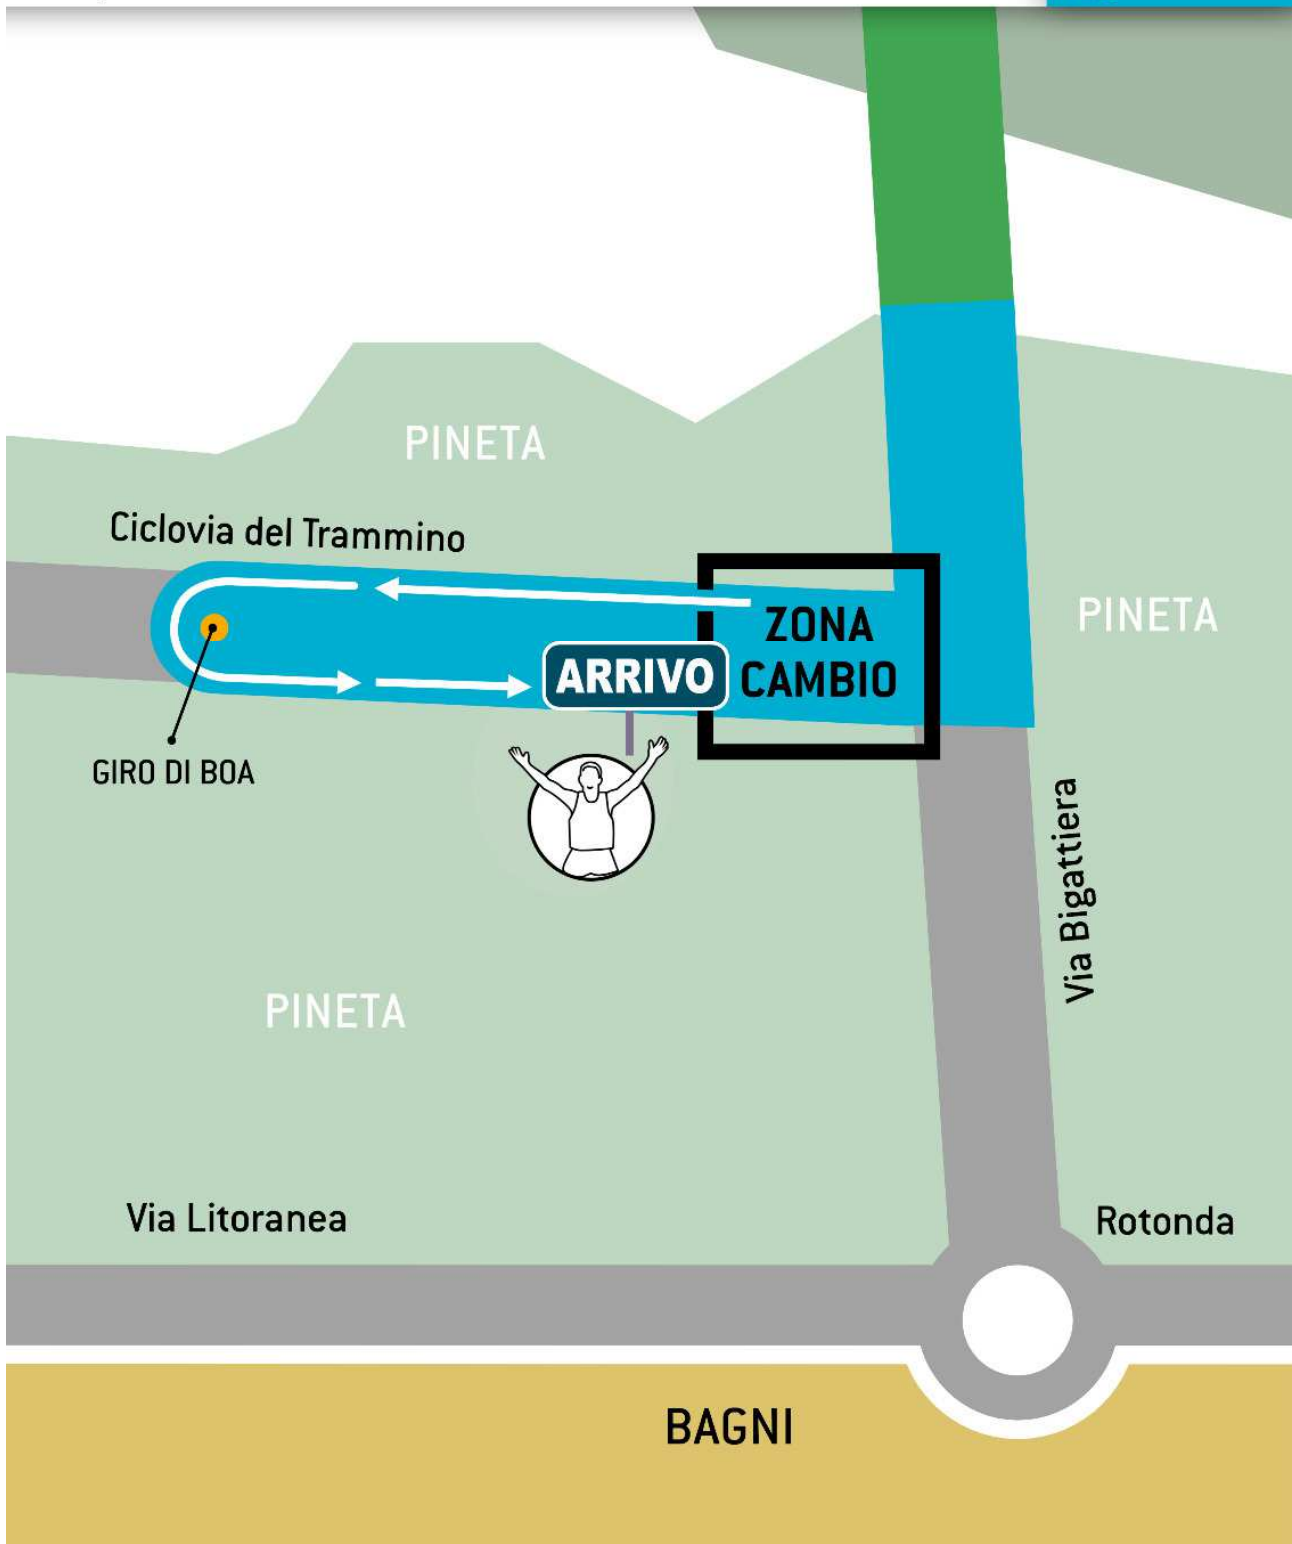 PINETA
Ciclovia del Trammino
PINETA
ZONA
CAMBIO
ARRIVO
GIRO DI BOA
Via Bigattiera
PINETA
Via Litoranea
Rotonda
BAGNI